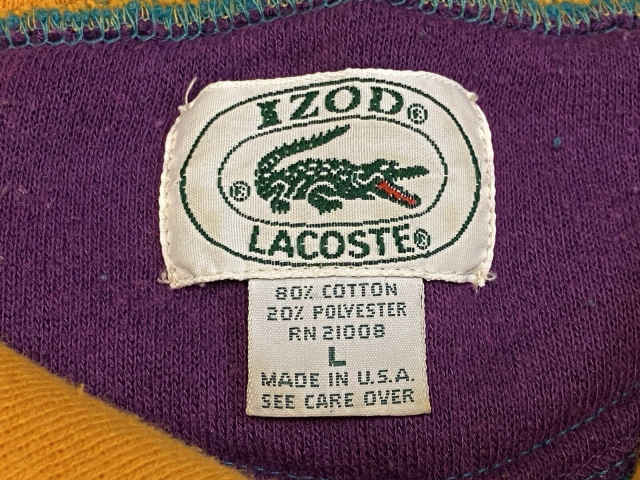 IZOD®
®
LACOSTE®
80% COTTON
20% POLYESTER
RN 21008
L
MADE IN U.S.A.
SEE CARE OVER